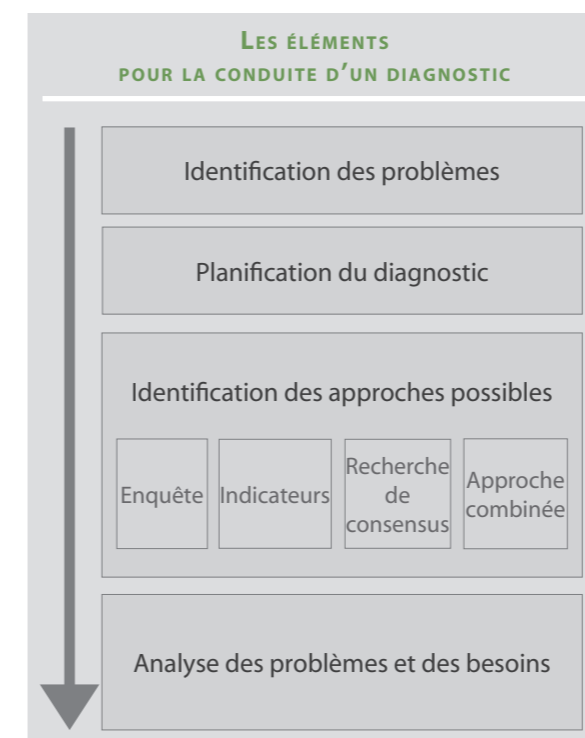 Les éléments
pour la conduite d'un diagnostic
Identification des problèmes
Planification du diagnostic
Identification des approches possibles
Enquête
Indicateurs
Recherche
de
consensus
Approche
combinée
Analyse des problèmes et des besoins